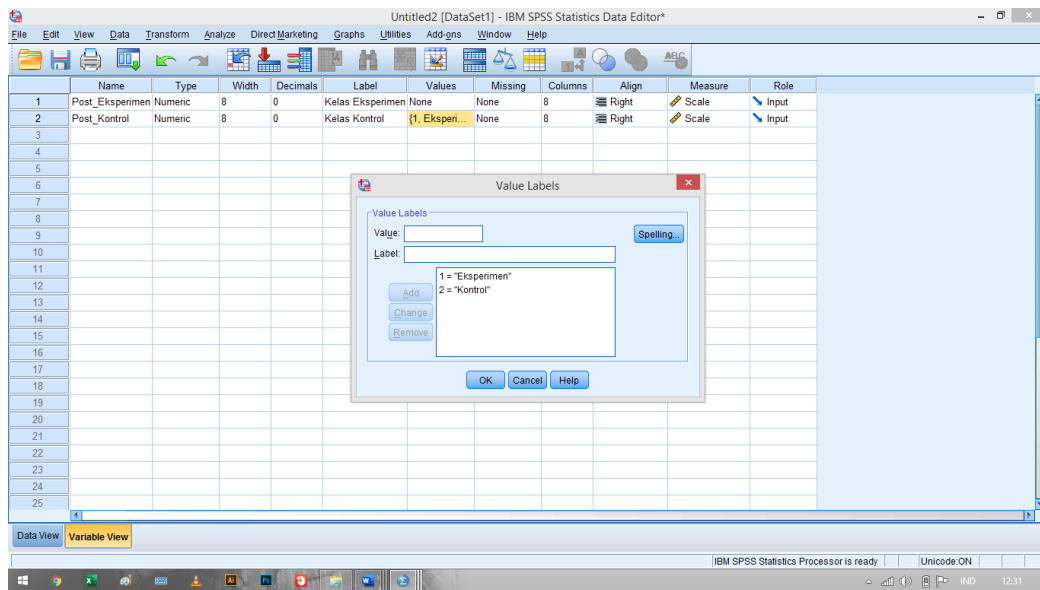 Untitled2 [DataSet1] - IBM SPSS Statistics Data Editor*
File Edit View Data Transform Analyze Direct Marketing Graphs Utilities Add-ons Window Help
Name Type Width Decimals Label Values Missing Columns Align Measure Role
1 Post_Eksperimen Numeric 8 0 Kelas Eksperimen None None 8 Right Scale Input
2 Post_Kontrol Numeric 8 0 Kelas Kontrol {1, Eksperi... None 8 Right Scale Input
3
4
5
6
7
8
9
10
11
12
13
14
15
16
17
18
19
20
21
22
23
24
25
Value Labels
Value Labels
Value:
Spelling...
Label:
1 = "Eksperimen"
2 = "Kontrol"
Add
Change
Remove
OK Cancel Help
Data View Variable View
IBM SPSS Statistics Processor is ready Unicode:ON
IND 12:31